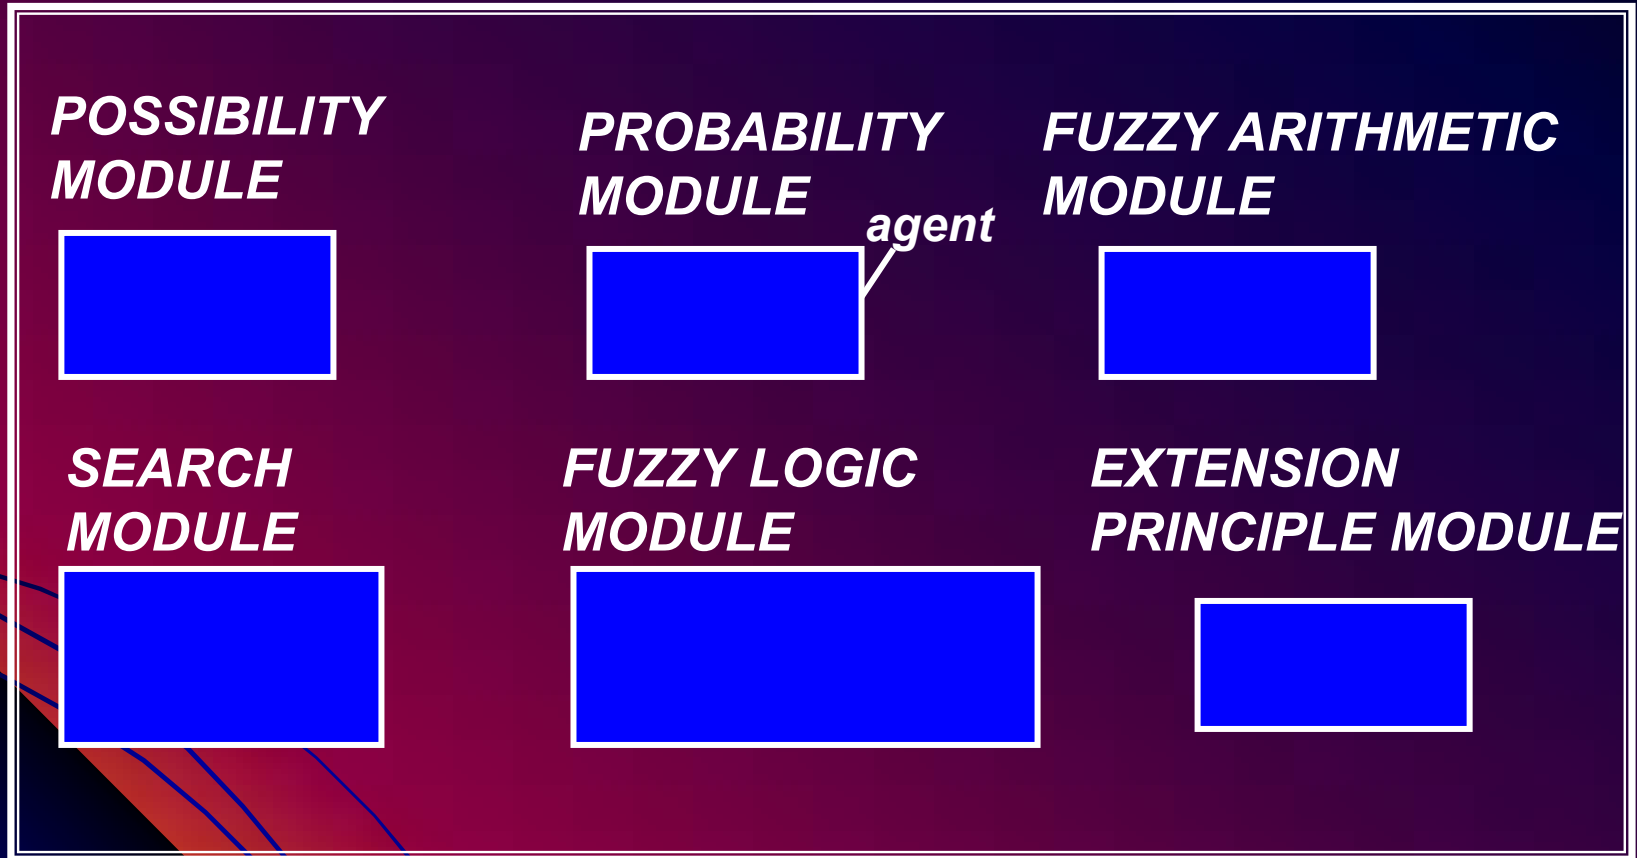 POSSIBILITY
MODULE
PROBABILITY
MODULE
agent
FUZZY ARITHMETIC
MODULE
SEARCH
MODULE
FUZZY LOGIC
MODULE
EXTENSION
PRINCIPLE MODULE